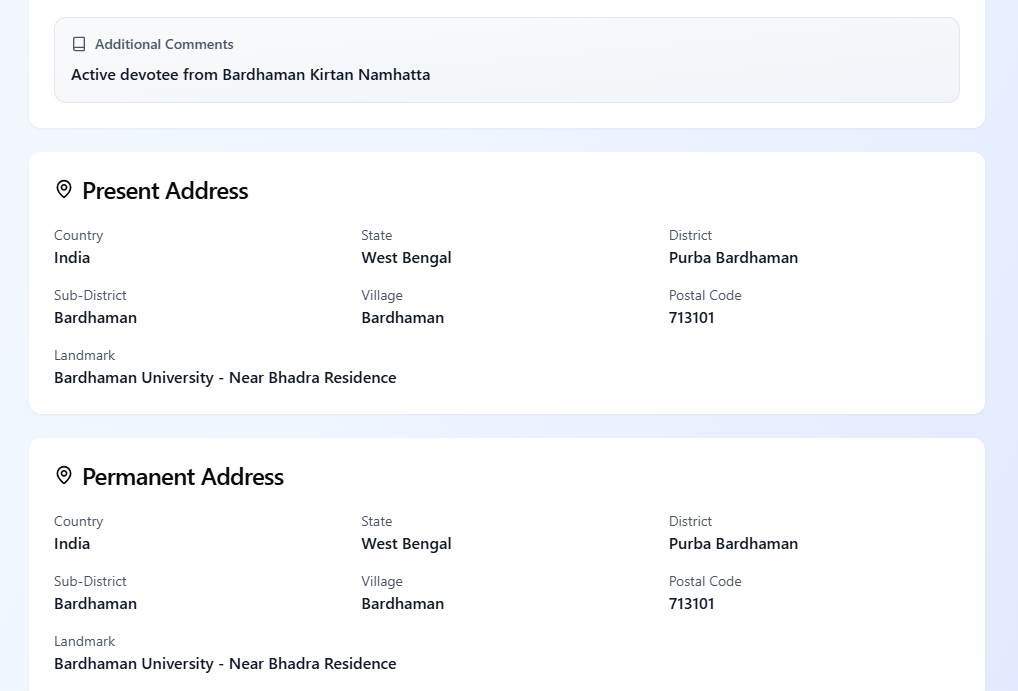 Additional Comments
Active devotee from Bardhaman Kirtan Namhatta
Present Address
Country
India
State
West Bengal
District
Purba Bardhaman
Sub-District
Bardhaman
Village
Bardhaman
Postal Code
713101
Landmark
Bardhaman University - Near Bhadra Residence
Permanent Address
Country
India
State
West Bengal
District
Purba Bardhaman
Sub-District
Bardhaman
Village
Bardhaman
Postal Code
713101
Landmark
Bardhaman University - Near Bhadra Residence